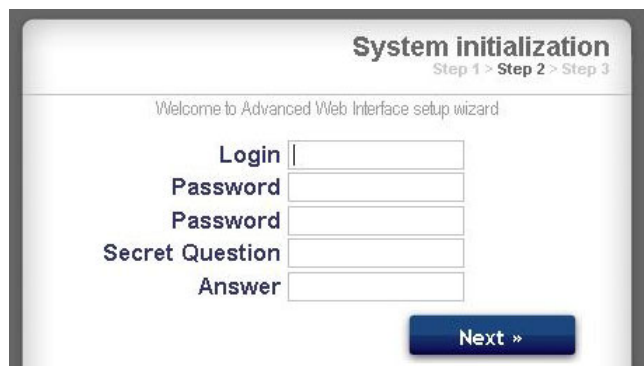 System initialization
Step 1 > Step 2 > Step 3
Welcome to Advanced Web Interface setup wizard
Login
Password
Password
Secret Question
Answer
Next »